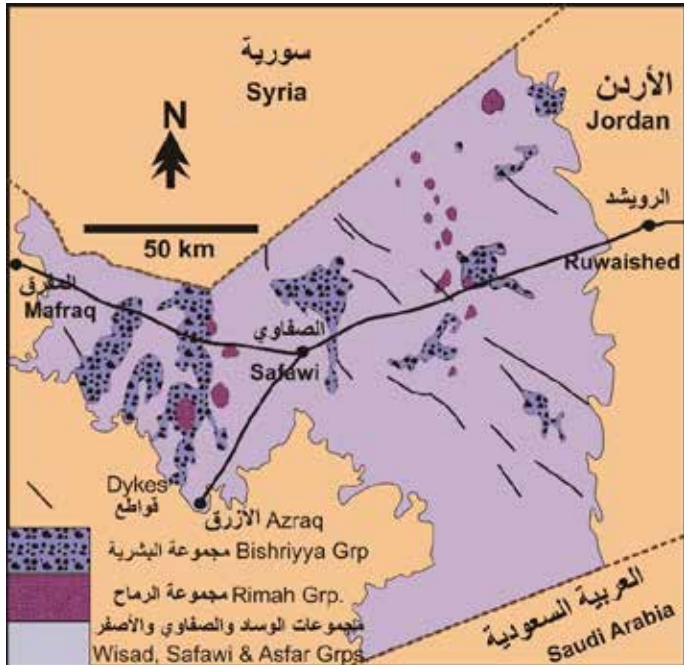 سورية
Syria
الأردن
Jordan
N
50 km
الرويشد
Ruwaished
المفرق
Mafraq
الصفاوي
Safawi
Dykes
قواطع
الازرق Azraq
مجموعة البشرية Bishriyya Grp
مجموعة الرماح Rimah Grp.
مجموعات الوساد والصفاوي والأصفر
Wisad, Safawi & Asfar Grps
العربية السعودية
Saudi Arabia